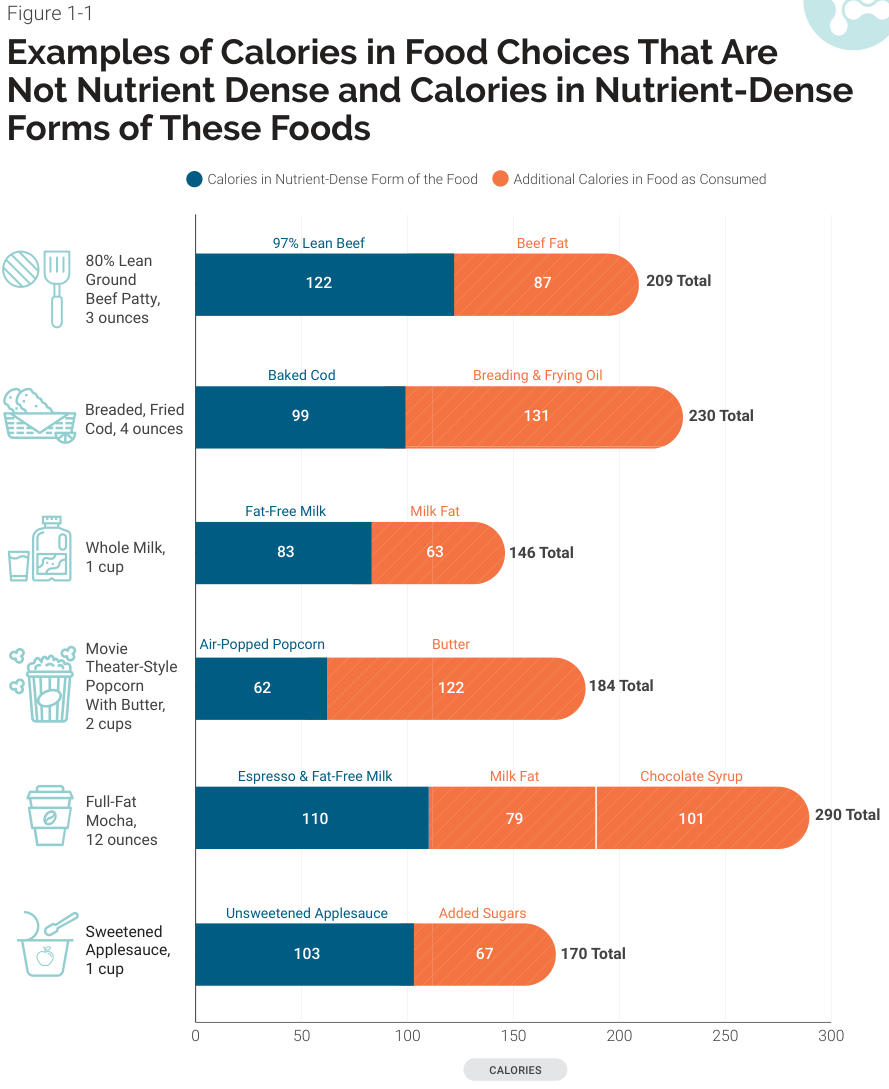 Figure 1-1
Examples of Calories in Food Choices That Are
Not Nutrient Dense and Calories in Nutrient-Dense
Forms of These Foods
Calories in Nutrient-Dense Form of the Food
Additional Calories in Food as Consumed
80% Lean
Ground
Beef Patty,
3 ounces
97% Lean Beef
Beef Fat
122
87
209 Total
Breaded, Fried
Cod, 4 ounces
Baked Cod
Breading & Frying Oil
99
131
230 Total
Whole Milk,
1 cup
Fat-Free Milk
Milk Fat
83
63
146 Total
Movie
Theater-Style
Popcorn
With Butter,
2 cups
Air-Popped Popcorn
Butter
62
122
184 Total
Full-Fat
Mocha,
12 ounces
Espresso & Fat-Free Milk
Milk Fat
Chocolate Syrup
110
79
101
290 Total
Sweetened
Applesauce,
1 cup
Unsweetened Applesauce
Added Sugars
103
67
170 Total
0
50
100
150
200
250
300
CALORIES